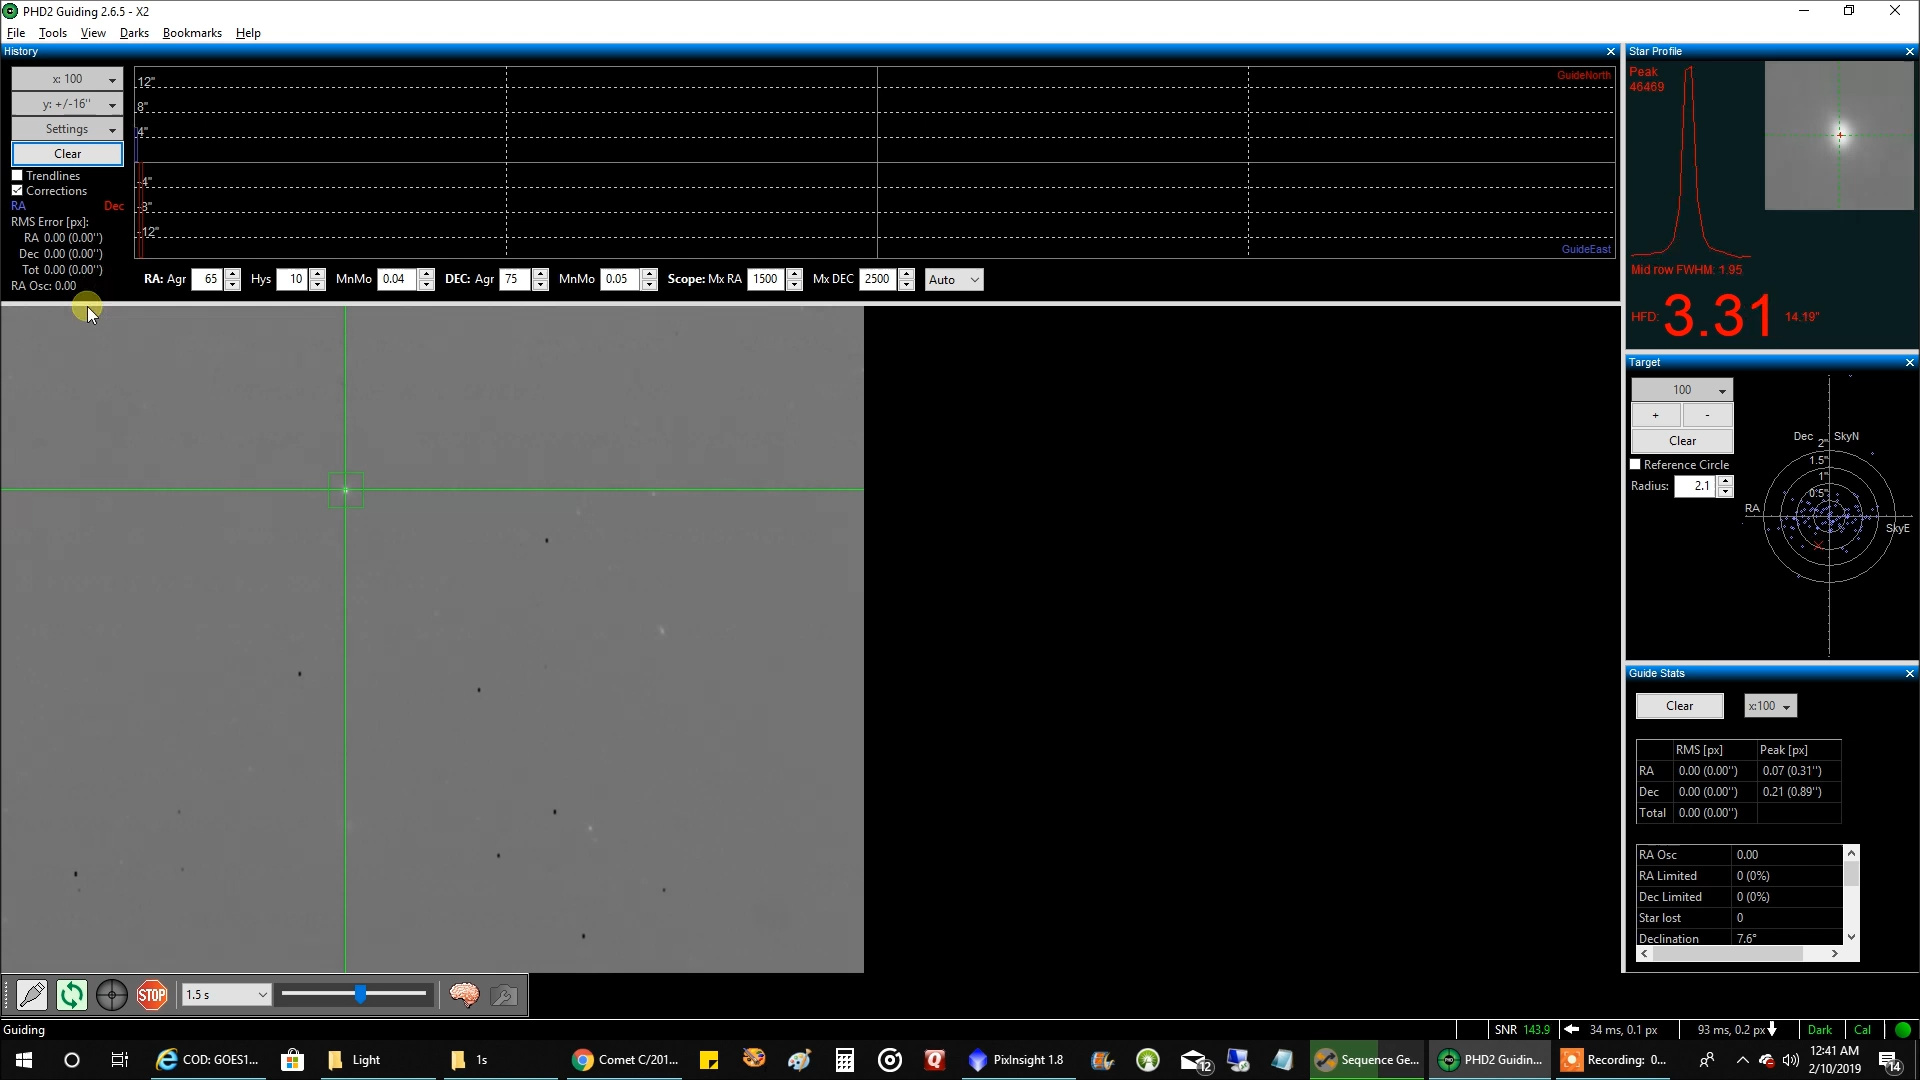 PHD2 Guiding 2.6.5 - X2
File Tools View Darks Bookmarks Help
History
x: 100
y: +/-16''
Settings
Clear
Trendlines
Corrections
RA Dec
RMS Error [px]:
RA 0.00 (0.00'')
Dec 0.00 (0.00'')
Tot 0.00 (0.00'')
RA Osc: 0.00
12"
8"
4"
-4"
-8"
-12"
GuideNorth
GuideEast
RA: Agr 65 Hys 10 MnMo 0.04 DEC: Agr 75 MnMo 0.05 Scope: Mx RA 1500 Mx DEC 2500 Auto
Star Profile
Peak
46469
Mid row FWHM: 1.95
HFD: 3.31 14.19"
Target
100
+ -
Clear
Reference Circle
Radius: 2.1
Dec SkyN
2"
1.5"
1"
0.5"
RA
SkyE
Guide Stats
Clear x:100
RMS [px] Peak [px]
RA 0.00 (0.00'') 0.07 (0.31'')
Dec 0.00 (0.00'') 0.21 (0.89'')
Total 0.00 (0.00'')
RA Osc 0.00
RA Limited 0 (0%)
Dec Limited 0 (0%)
Star lost 0
Declination 7.6°
STOP 1.5 s
Guiding
SNR 143.9 34 ms, 0.1 px 93 ms, 0.2 px Dark Cal
COD: GOES1... Light 1s Comet C/201... PixInsight 1.8 12 Sequence Ge... PHD2 Guidin... Recording: 0...
12:41 AM
2/10/2019
14